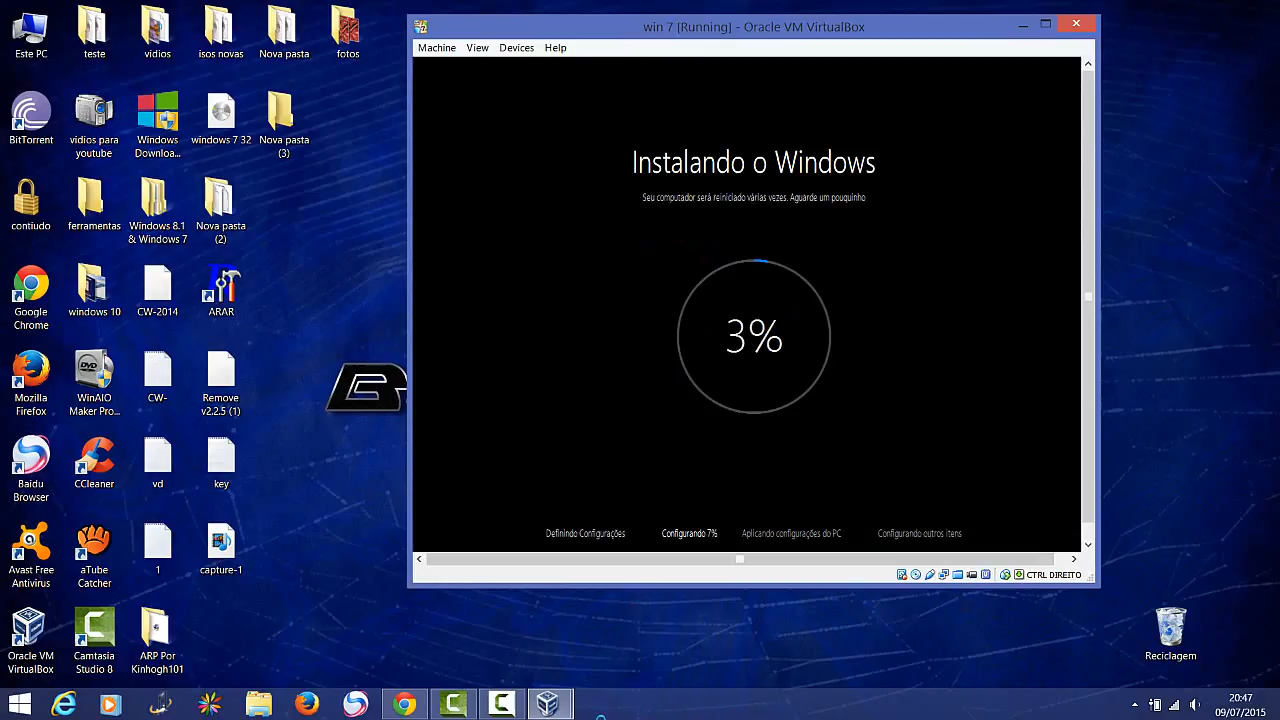 Este PC
teste
vidios
isos novas
Nova pasta
fotos
BitTorrent
vidios para
youtube
Windows
Downloa...
windows 7 32
Nova pasta
(3)
contiudo
ferramentas
Windows 8.1
& Windows 7
Nova pasta
(2)
Google
Chrome
windows 10
CW-2014
ARAR
Mozilla
Firefox
WinAIO
Maker Pro...
CW-
Remove
v2.2.5 (1)
Baidu
Browser
CCleaner
vd
key
Avast Free
Antivirus
aTube
Catcher
1
capture-1
Oracle VM
VirtualBox
Camtasia
Studio 8
ARP Por
Kinhogh101
win 7 [Running] - Oracle VM VirtualBox
Machine View Devices Help
Instalando o Windows
Seu computador será reiniciado várias vezes. Aguarde um pouquinho
3%
Definindo Configurações
Configurando 7%
Aplicando configurações do PC
Configurando outros itens
CTRL DIREITO
Reciclagem
20:47
09/07/2015